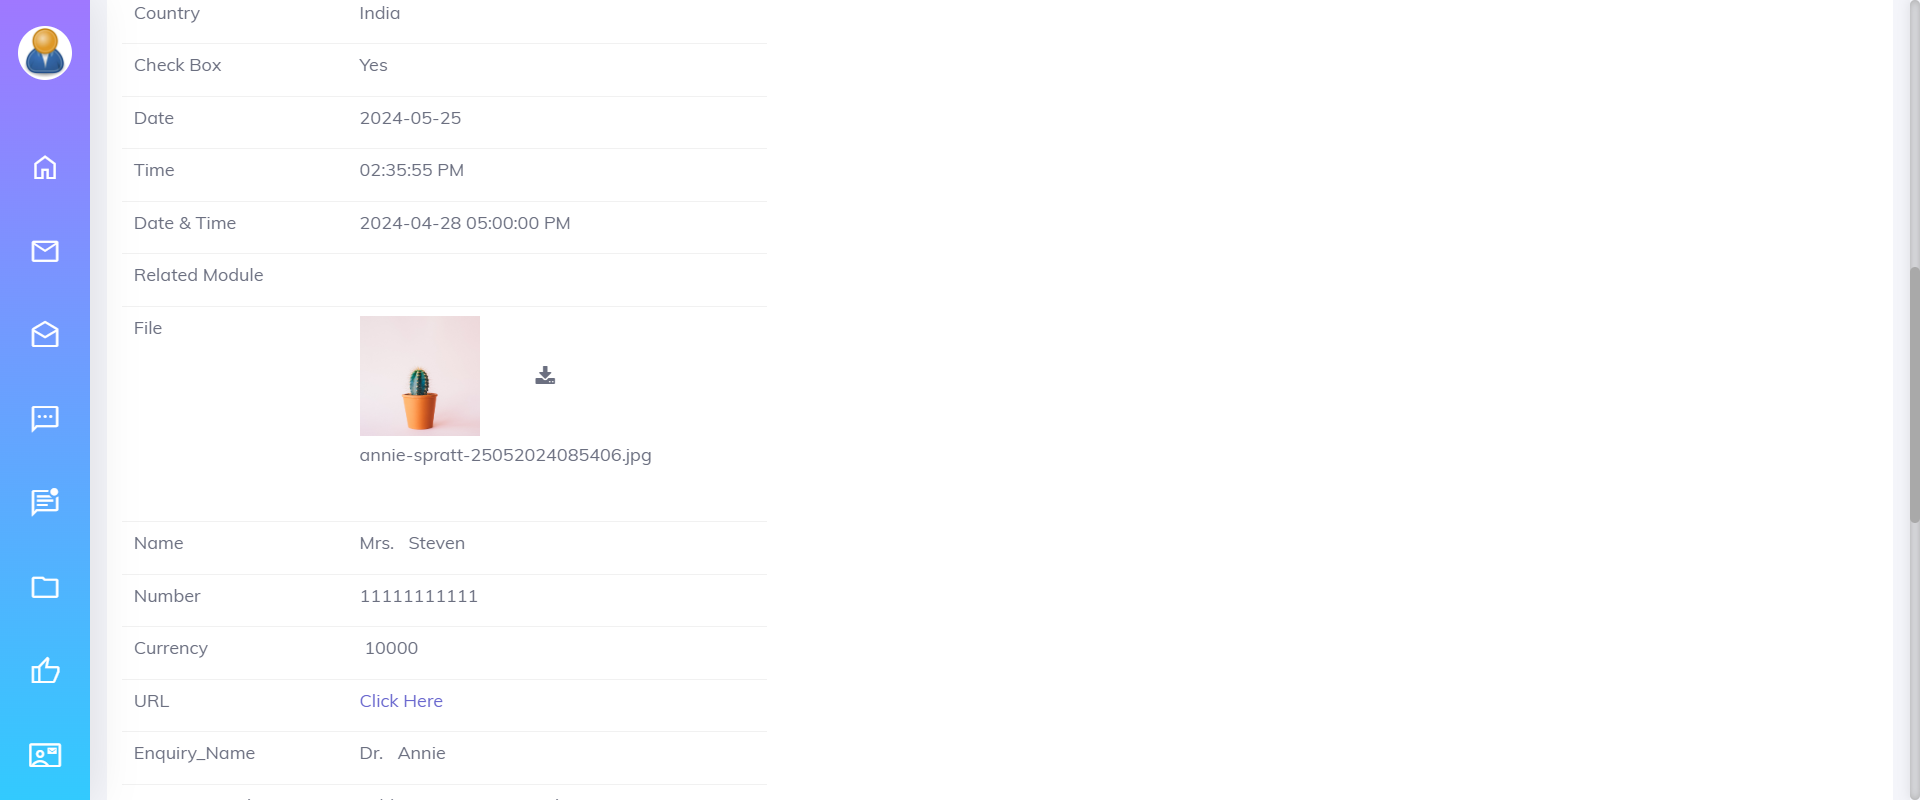 Country India
Check Box Yes
Date 2024-05-25
Time 02:35:55 PM
Date & Time 2024-04-28 05:00:00 PM
Related Module
File
annie-spratt-25052024085406.jpg
Name Mrs. Steven
Number 11111111111
Currency 10000
URL Click Here
Enquiry_Name Dr. Annie